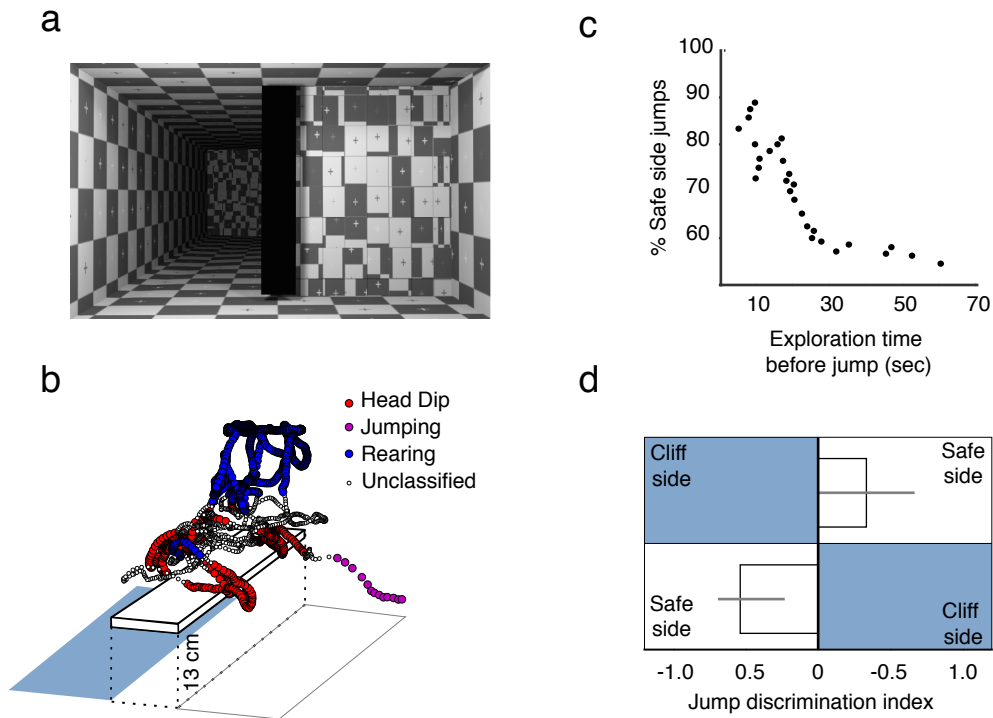 a
b
Head Dip
Jumping
Rearing
Unclassified
13 cm
c
100
90
80
70
60
% Safe side jumps
10
30
50
70
Exploration time
before jump (sec)
d
Cliff
side
Safe
side
Safe
side
Cliff
side
-1.0
0.5
0
-0.5
1.0
Jump discrimination index